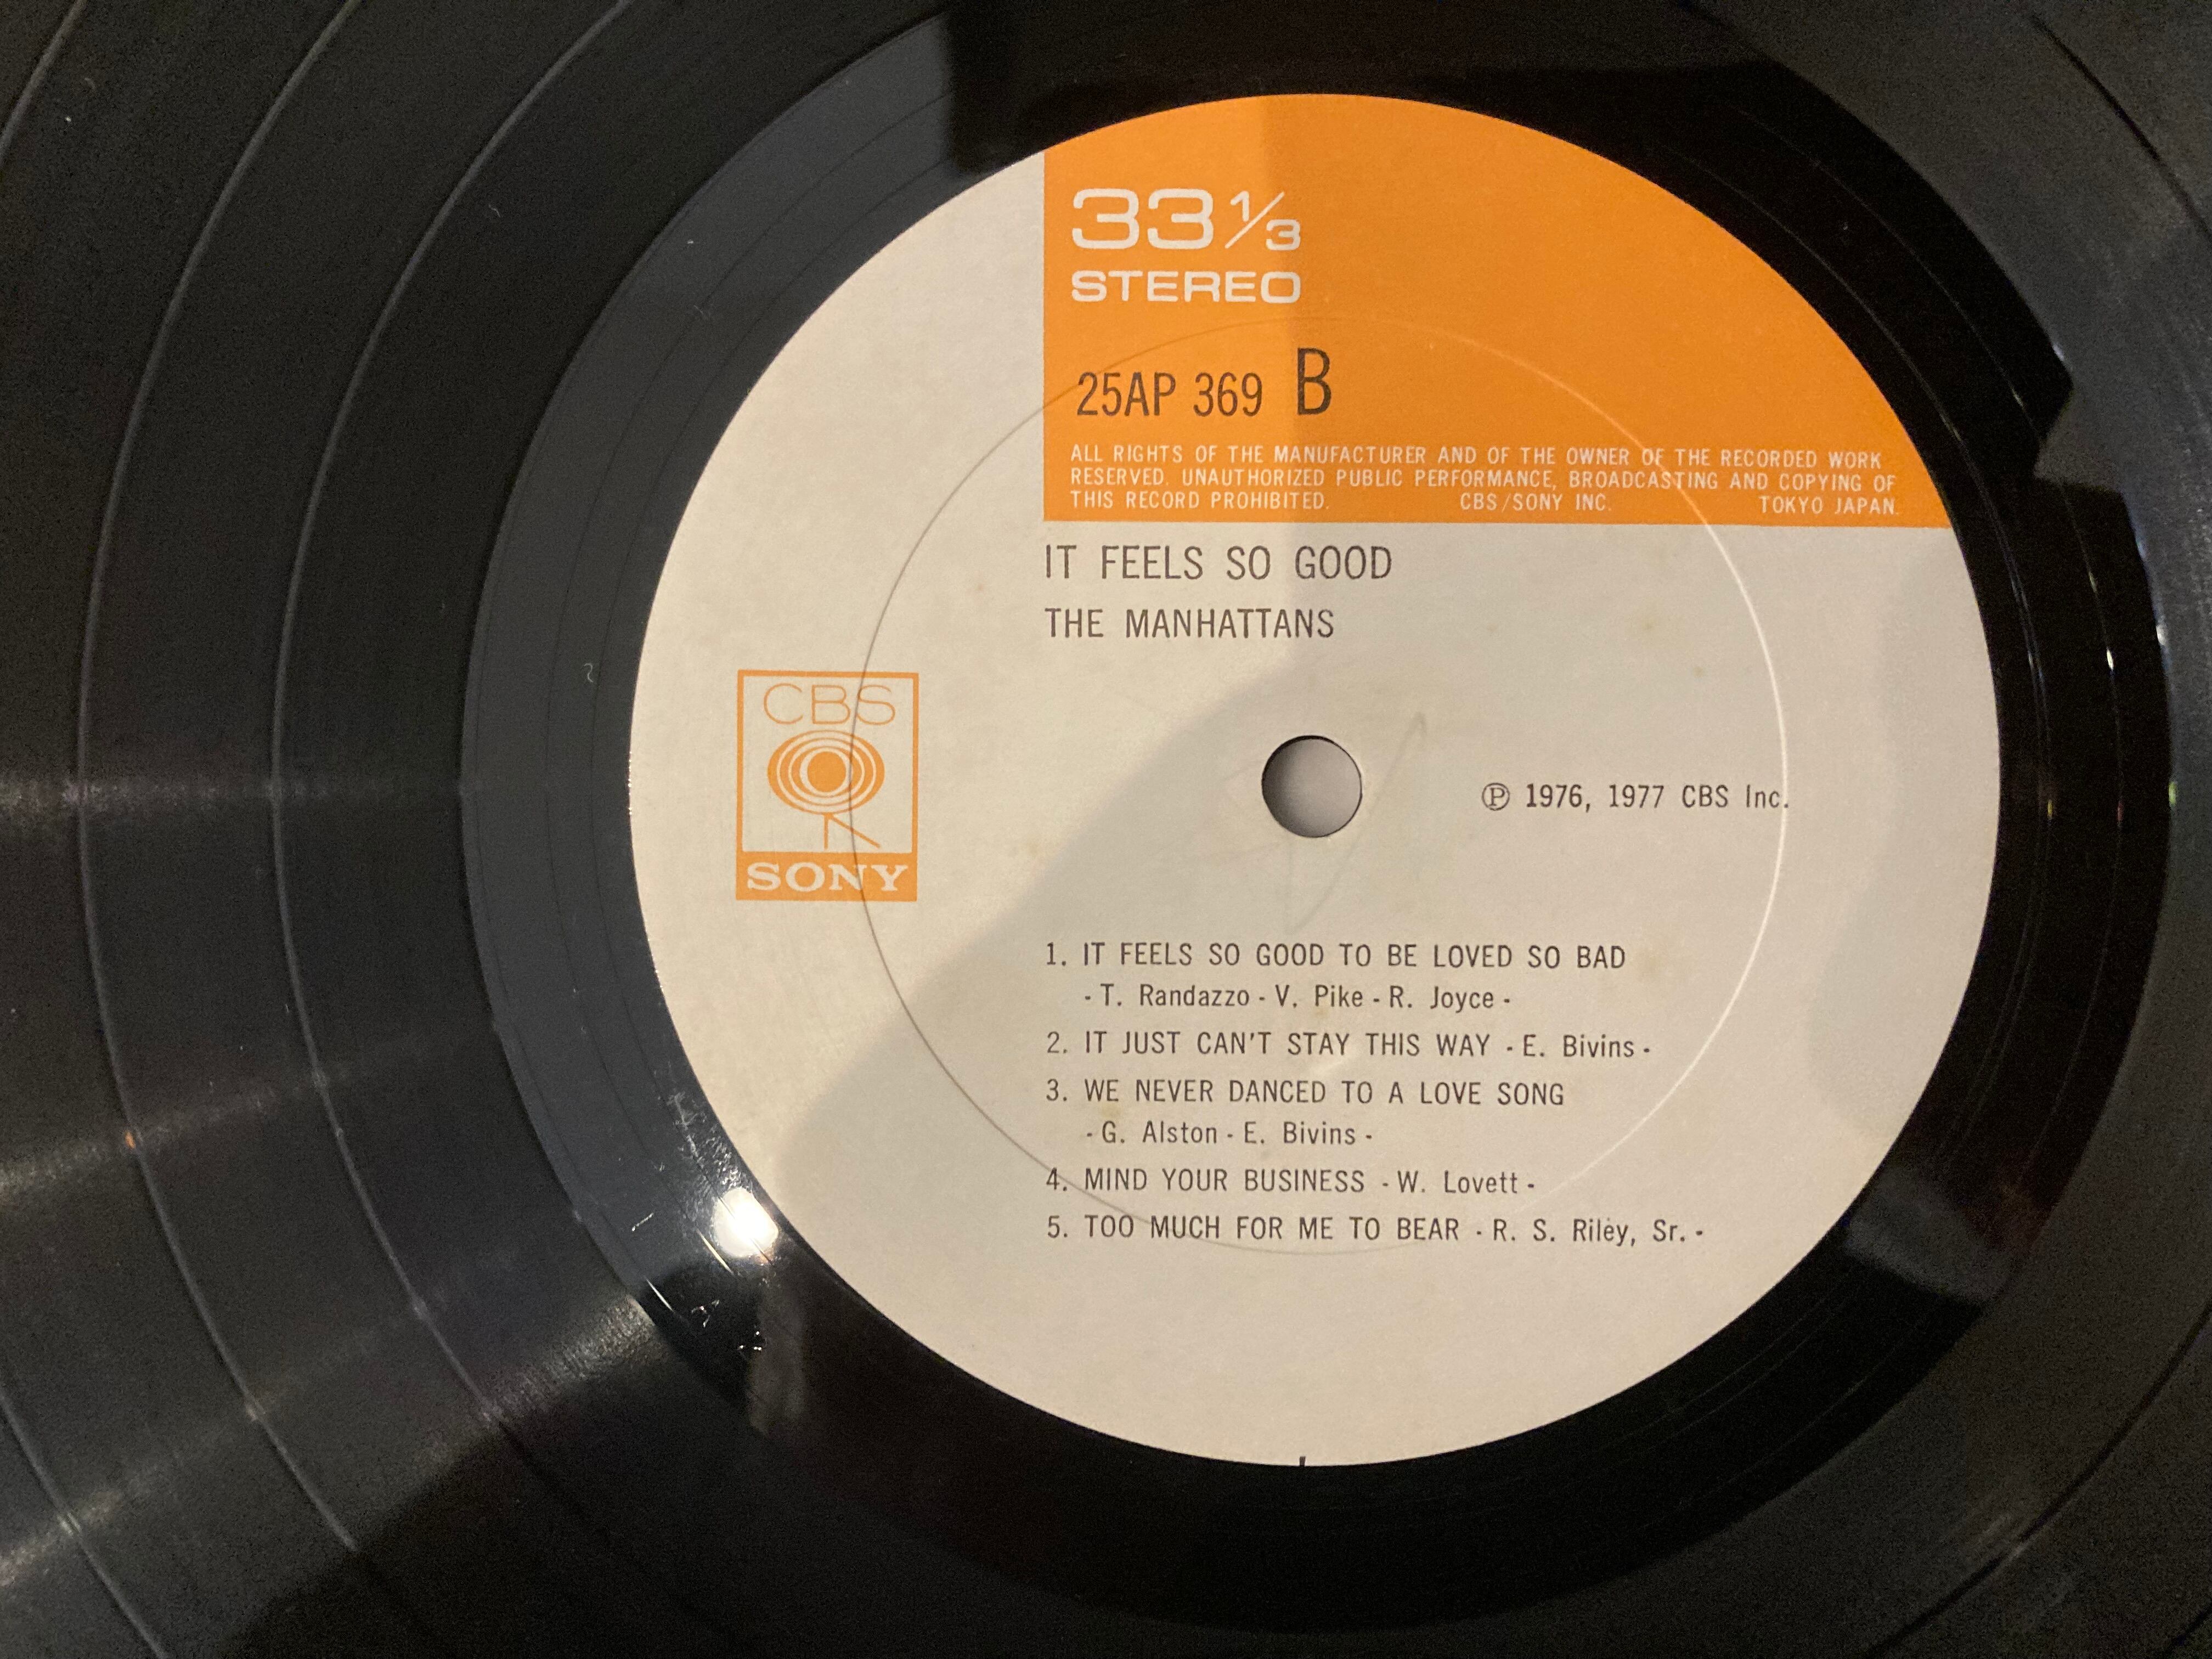 33 1/3
STEREO
25AP 369 B
ALL RIGHTS OF THE MANUFACTURER AND OF THE OWNER OF THE RECORDED WORK
RESERVED. UNAUTHORIZED PUBLIC PERFORMANCE, BROADCASTING AND COPYING OF
THIS RECORD PROHIBITED. CBS/SONY INC. TOKYO JAPAN.
IT FEELS SO GOOD
THE MANHATTANS
CBS
SONY
℗ 1976, 1977 CBS Inc.
1. IT FEELS SO GOOD TO BE LOVED SO BAD
- T. Randazzo - V. Pike - R. Joyce -
2. IT JUST CAN'T STAY THIS WAY - E. Bivins -
3. WE NEVER DANCED TO A LOVE SONG
- G. Alston - E. Bivins -
4. MIND YOUR BUSINESS - W. Lovett -
5. TOO MUCH FOR ME TO BEAR - R. S. Riley, Sr. -